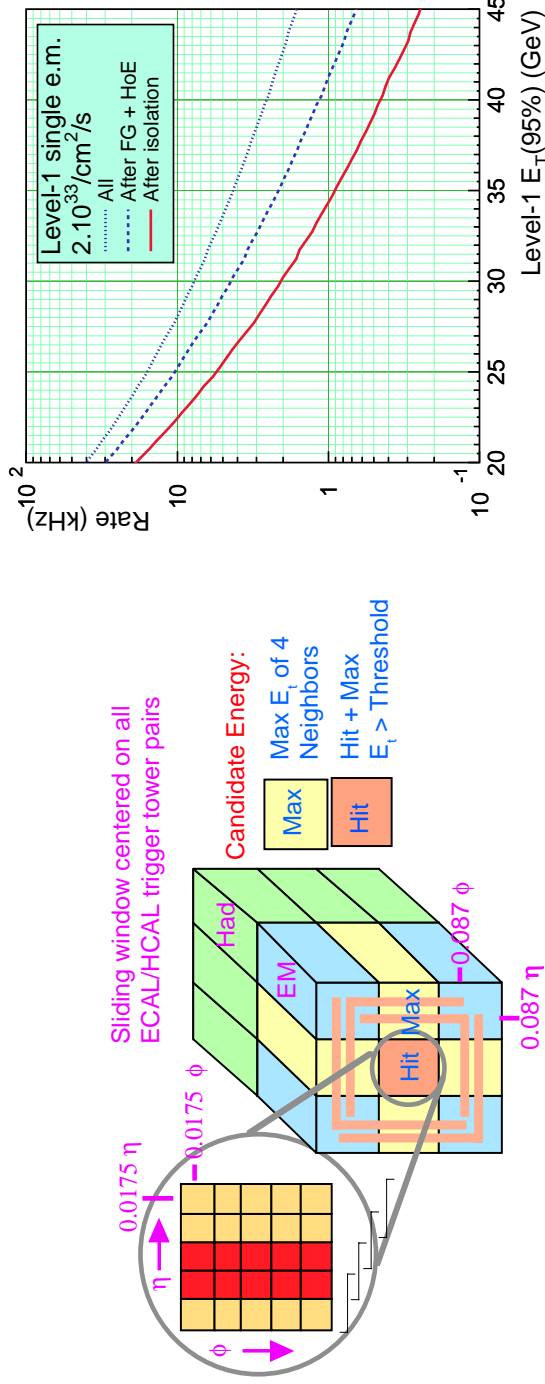 Sliding window centered on all
ECAL/HCAL trigger tower pairs
0.0175 η
0.0175 φ
η
φ
Had
EM
Hit
Max
0.087 φ
0.087 η
Candidate Energy:
Max
Max E_t of 4
Neighbors
Hit
Hit + Max
E_t > Threshold
Rate (kHz)
10^2
10
1
10^-1
Level-1 single e.m.
2.10^33/cm^2/s
All
After FG + HoE
After isolation
20
25
30
35
40
45
Level-1 E_T(95%) (GeV)